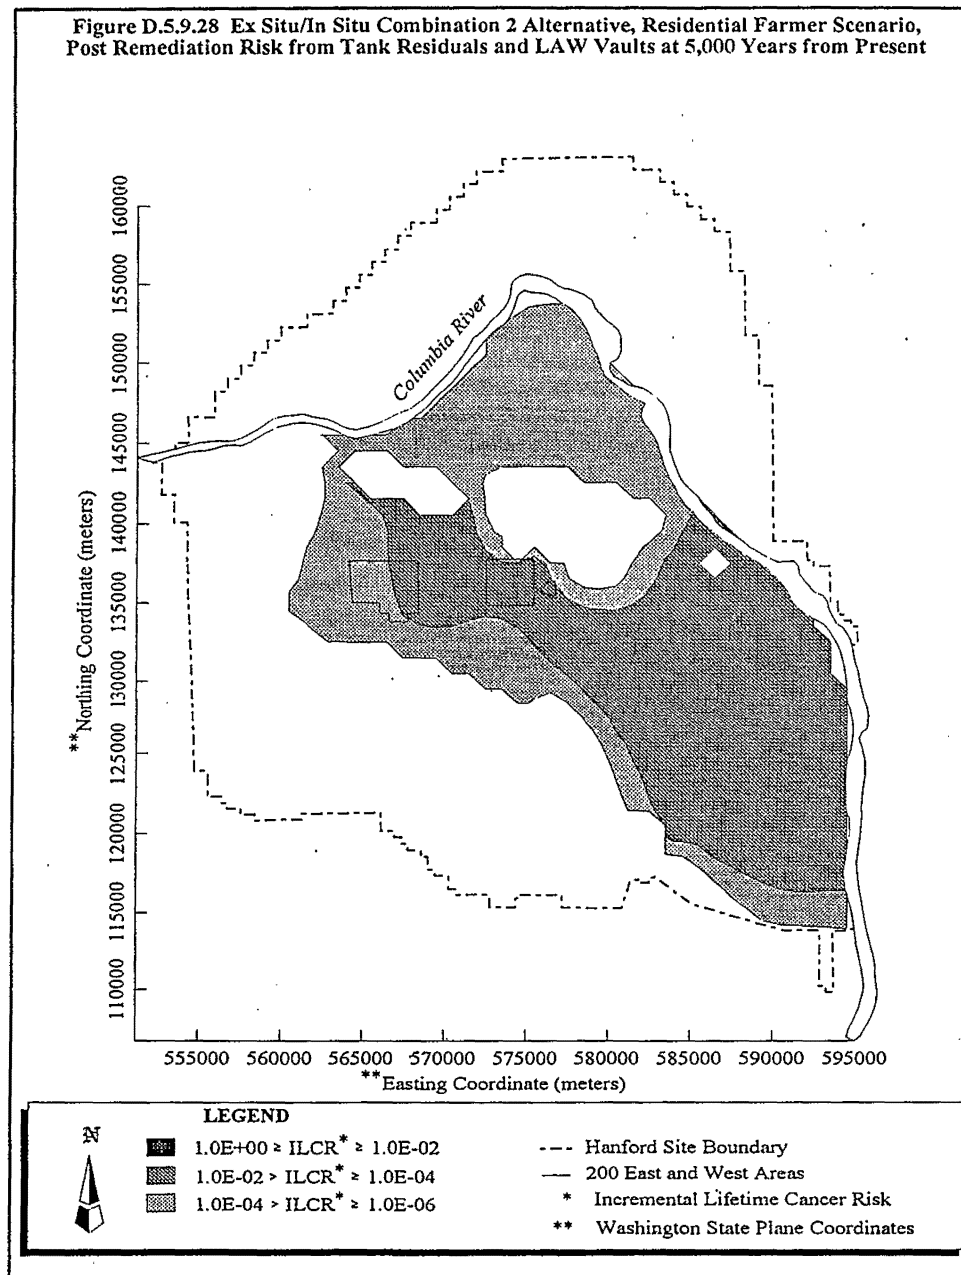 Figure D.5.9.28 Ex Situ/In Situ Combination 2 Alternative, Residential Farmer Scenario,
Post Remediation Risk from Tank Residuals and LAW Vaults at 5,000 Years from Present
**Northing Coordinate (meters)
160000
155000
150000
145000
140000
135000
130000
125000
120000
115000
110000
Columbia River
555000 560000 565000 570000 575000 580000 585000 590000 595000
**Easting Coordinate (meters)
LEGEND
N
1.0E+00 ≥ ILCR* ≥ 1.0E-02
1.0E-02 > ILCR* ≥ 1.0E-04
1.0E-04 > ILCR* ≥ 1.0E-06
Hanford Site Boundary
200 East and West Areas
* Incremental Lifetime Cancer Risk
** Washington State Plane Coordinates